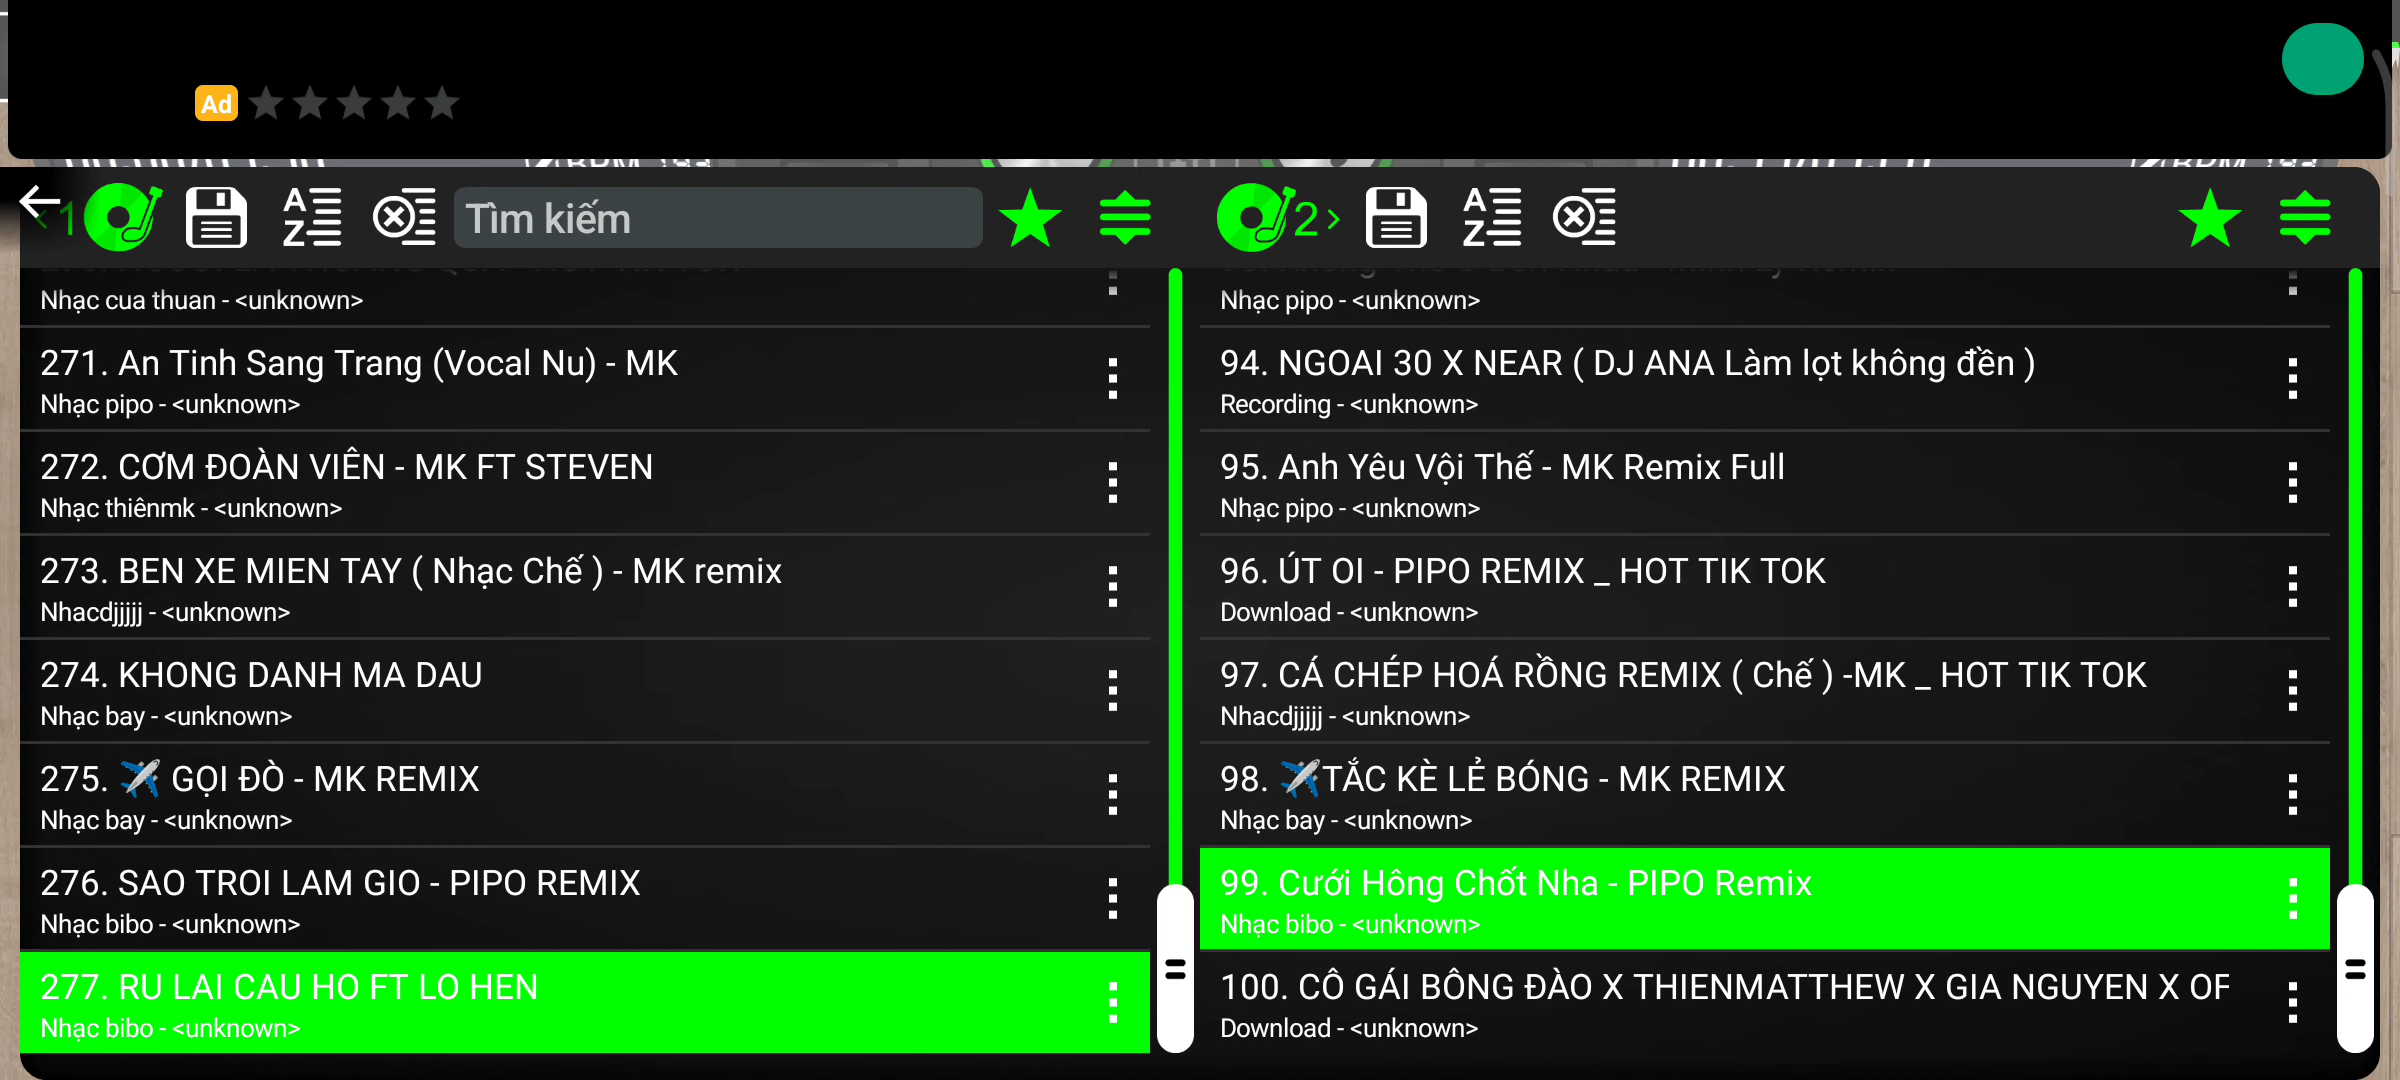 Ad
BPM
BPM
1
Tìm kiếm
2
Nhạc cua thuan - <unknown>
271. An Tinh Sang Trang (Vocal Nu) - MK
Nhạc pipo - <unknown>
272. CƠM ĐOÀN VIÊN - MK FT STEVEN
Nhạc thiênmk - <unknown>
273. BEN XE MIEN TAY ( Nhạc Chế ) - MK remix
Nhacdjjjjj - <unknown>
274. KHONG DANH MA DAU
Nhạc bay - <unknown>
275. ✈️ GỌI ĐÒ - MK REMIX
Nhạc bay - <unknown>
276. SAO TROI LAM GIO - PIPO REMIX
Nhạc bibo - <unknown>
277. RU LAI CAU HO FT LO HEN
Nhạc bibo - <unknown>
Nhạc pipo - <unknown>
94. NGOAI 30 X NEAR ( DJ ANA Làm lọt không đền )
Recording - <unknown>
95. Anh Yêu Vội Thế - MK Remix Full
Nhạc pipo - <unknown>
96. ÚT OI - PIPO REMIX _ HOT TIK TOK
Download - <unknown>
97. CÁ CHÉP HOÁ RỒNG REMIX ( Chế ) -MK _ HOT TIK TOK
Nhacdjjjjj - <unknown>
98. ✈️TẮC KÈ LẺ BÓNG - MK REMIX
Nhạc bay - <unknown>
99. Cưới Hông Chốt Nha - PIPO Remix
Nhạc bibo - <unknown>
100. CÔ GÁI BÔNG ĐÀO X THIENMATTHEW X GIA NGUYEN X OF
Download - <unknown>